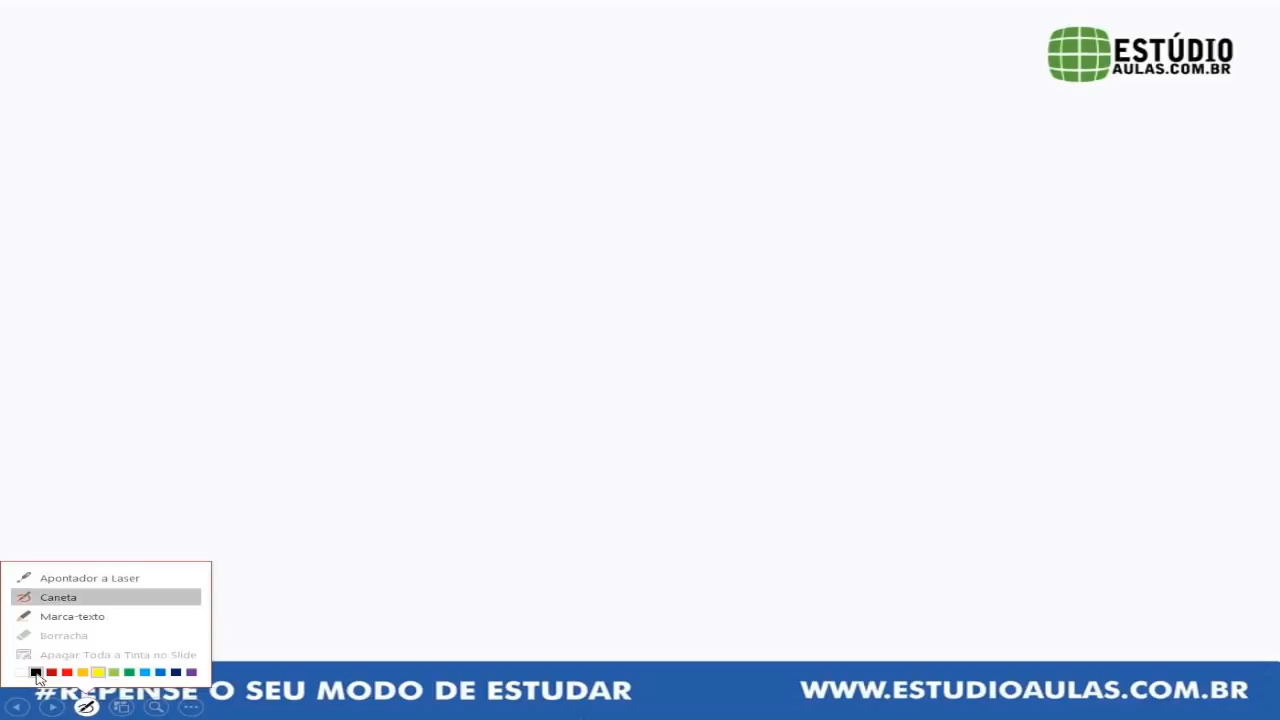 ESTÚDIO
AULAS.COM.BR
Apontador a Laser
Caneta
Marca-texto
Borracha
Apagar Toda a Tinta no Slide
#REPENSE O SEU MODO DE ESTUDAR
WWW.ESTUDIOAULAS.COM.BR